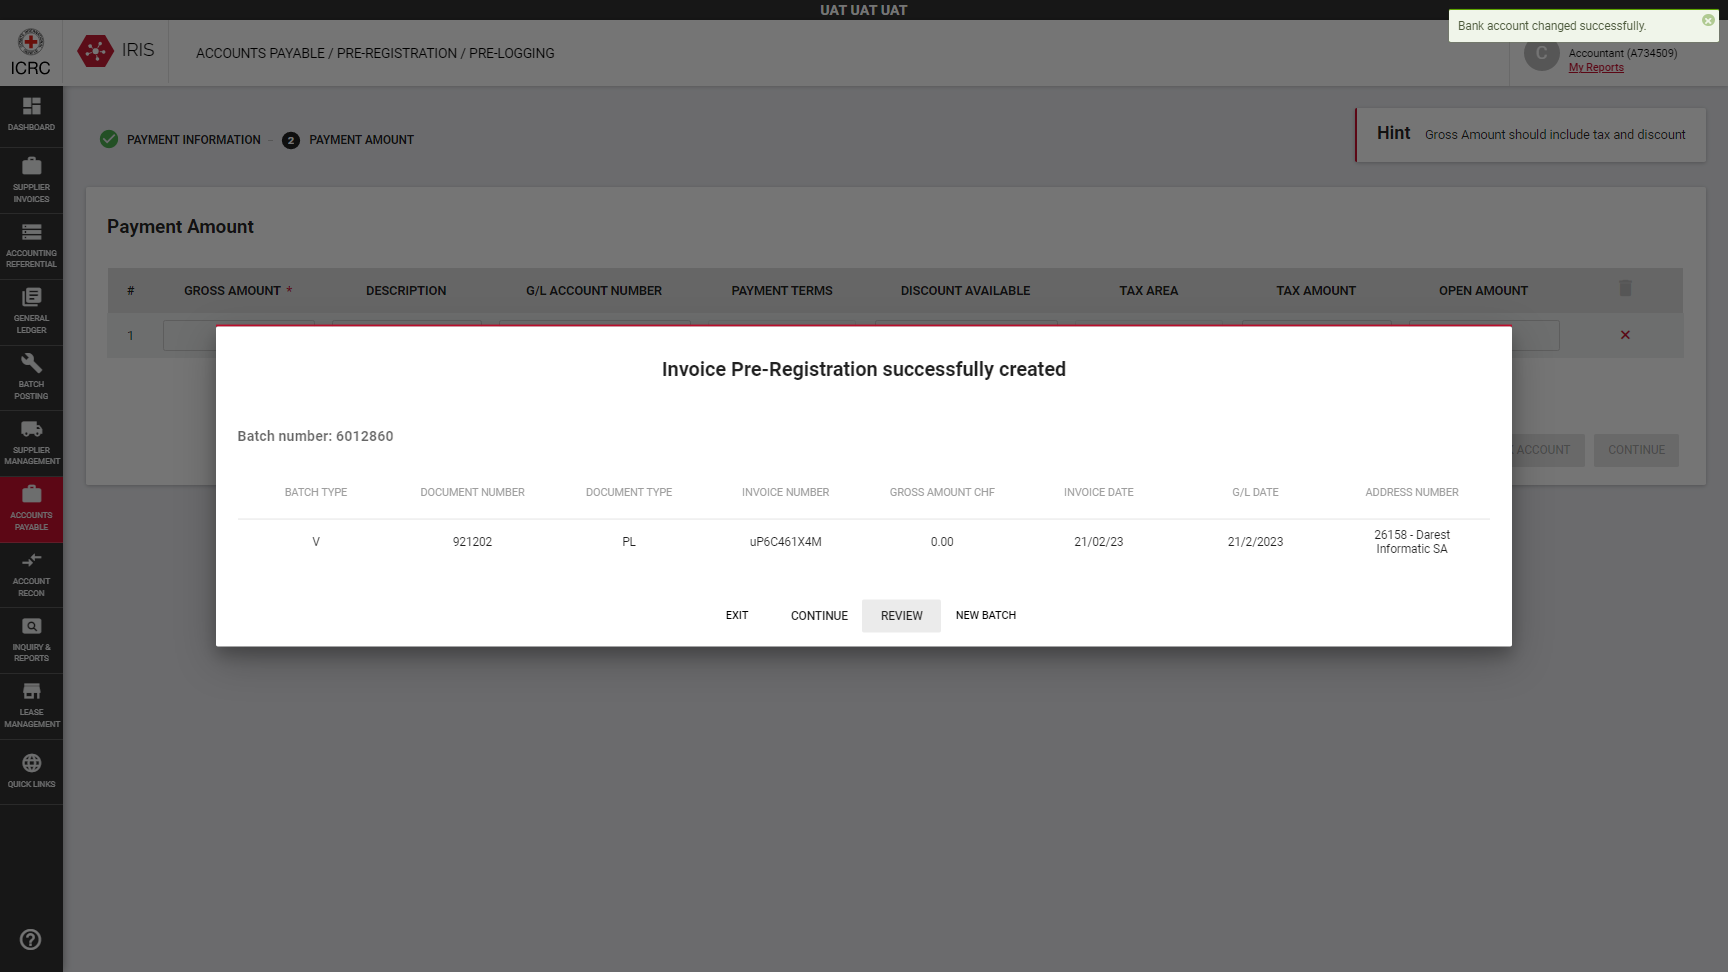 UAT UAT UAT
Bank account changed successfully.
ICRC
IRIS
ACCOUNTS PAYABLE / PRE-REGISTRATION / PRE-LOGGING
C
Accountant (A734509)
My Reports
DASHBOARD
SUPPLIER
INVOICES
ACCOUNTING
REFERENTIAL
GENERAL
LEDGER
BATCH
POSTING
SUPPLIER
MANAGEMENT
ACCOUNTS
PAYABLE
ACCOUNT
RECON
INQUIRY &
REPORTS
LEASE
MANAGEMENT
QUICK LINKS
PAYMENT INFORMATION
2 PAYMENT AMOUNT
Hint Gross Amount should include tax and discount
Payment Amount
# GROSS AMOUNT * DESCRIPTION G/L ACCOUNT NUMBER PAYMENT TERMS DISCOUNT AVAILABLE TAX AREA TAX AMOUNT OPEN AMOUNT
1
ACCOUNT
CONTINUE
Invoice Pre-Registration successfully created
Batch number: 6012860
BATCH TYPE DOCUMENT NUMBER DOCUMENT TYPE INVOICE NUMBER GROSS AMOUNT CHF INVOICE DATE G/L DATE ADDRESS NUMBER
V 921202 PL uP6C461X4M 0.00 21/02/23 21/2/2023 26158 - Darest
Informatic SA
EXIT CONTINUE REVIEW NEW BATCH